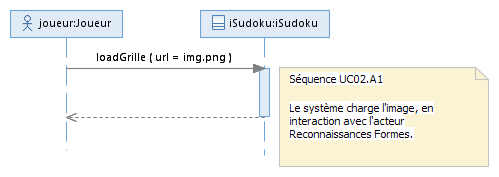 joueur:Joueur
iSudoku:iSudoku
loadGrille ( url = img.png )
Séquence UC02.A1
Le système charge l'image, en
interaction avec l'acteur
Reconnaissances Formes.